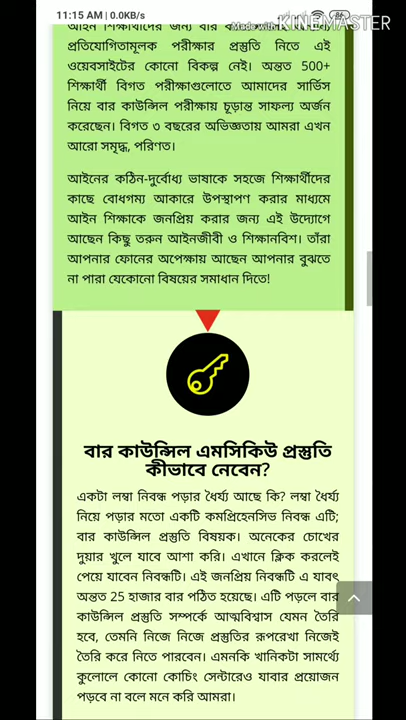 11:15 AM | 0.0KB/s
Made with KINEMASTER
আইন শিক্ষার্থীদের জন্য বার
প্রতিযোগিতামূলক পরীক্ষার প্রস্তুতি নিতে এই
ওয়েবসাইটের কোনো বিকল্প নেই। অন্তত 500+
শিক্ষার্থী বিগত পরীক্ষাগুলোতে আমাদের সার্ভিস
নিয়ে বার কাউন্সিল পরীক্ষায় চূড়ান্ত সাফল্য অর্জন
করেছেন। বিগত ৩ বছরের অভিজ্ঞতায় আমরা এখন
আরো সমৃদ্ধ, পরিণত।
আইনের কঠিন-দুর্বোধ্য ভাষাকে সহজে শিক্ষার্থীদের
কাছে বোধগম্য আকারে উপস্থাপণ করার মাধ্যমে
আইন শিক্ষাকে জনপ্রিয় করার জন্য এই উদ্যোগে
আছেন কিছু তরুন আইনজীবী ও শিক্ষানবিশ। তাঁরা
আপনার ফোনের অপেক্ষায় আছেন আপনার বুঝতে
না পারা যেকোনো বিষয়ের সমাধান দিতে!
বার কাউন্সিল এমসিকিউ প্রস্তুতি
কীভাবে নেবেন?
একটা লম্বা নিবন্ধ পড়ার ধৈর্য্য আছে কি? লম্বা ধৈর্য্য
নিয়ে পড়ার মতো একটি কমপ্রিহেনসিভ নিবন্ধ এটি;
বার কাউন্সিল প্রস্তুতি বিষয়ক। অনেকের চোখের
দুয়ার খুলে যাবে আশা করি। এখানে ক্লিক করলেই
পেয়ে যাবেন নিবন্ধটি। এই জনপ্রিয় নিবন্ধটি এ যাবৎ
অন্তত 25 হাজার বার পঠিত হয়েছে। এটি পড়লে বার
কাউন্সিল প্রস্তুতি সম্পর্কে আত্মবিশ্বাস যেমন তৈরি
হবে, তেমনি নিজে নিজে প্রস্তুতির রূপরেখা নিজেই
তৈরি করে নিতে পারবেন। এমনকি খানিকটা সামর্থ্যে
কুলোলে কোনো কোচিং সেন্টারেও যাবার প্রয়োজন
পড়বে না বলে মনে করি আমরা।